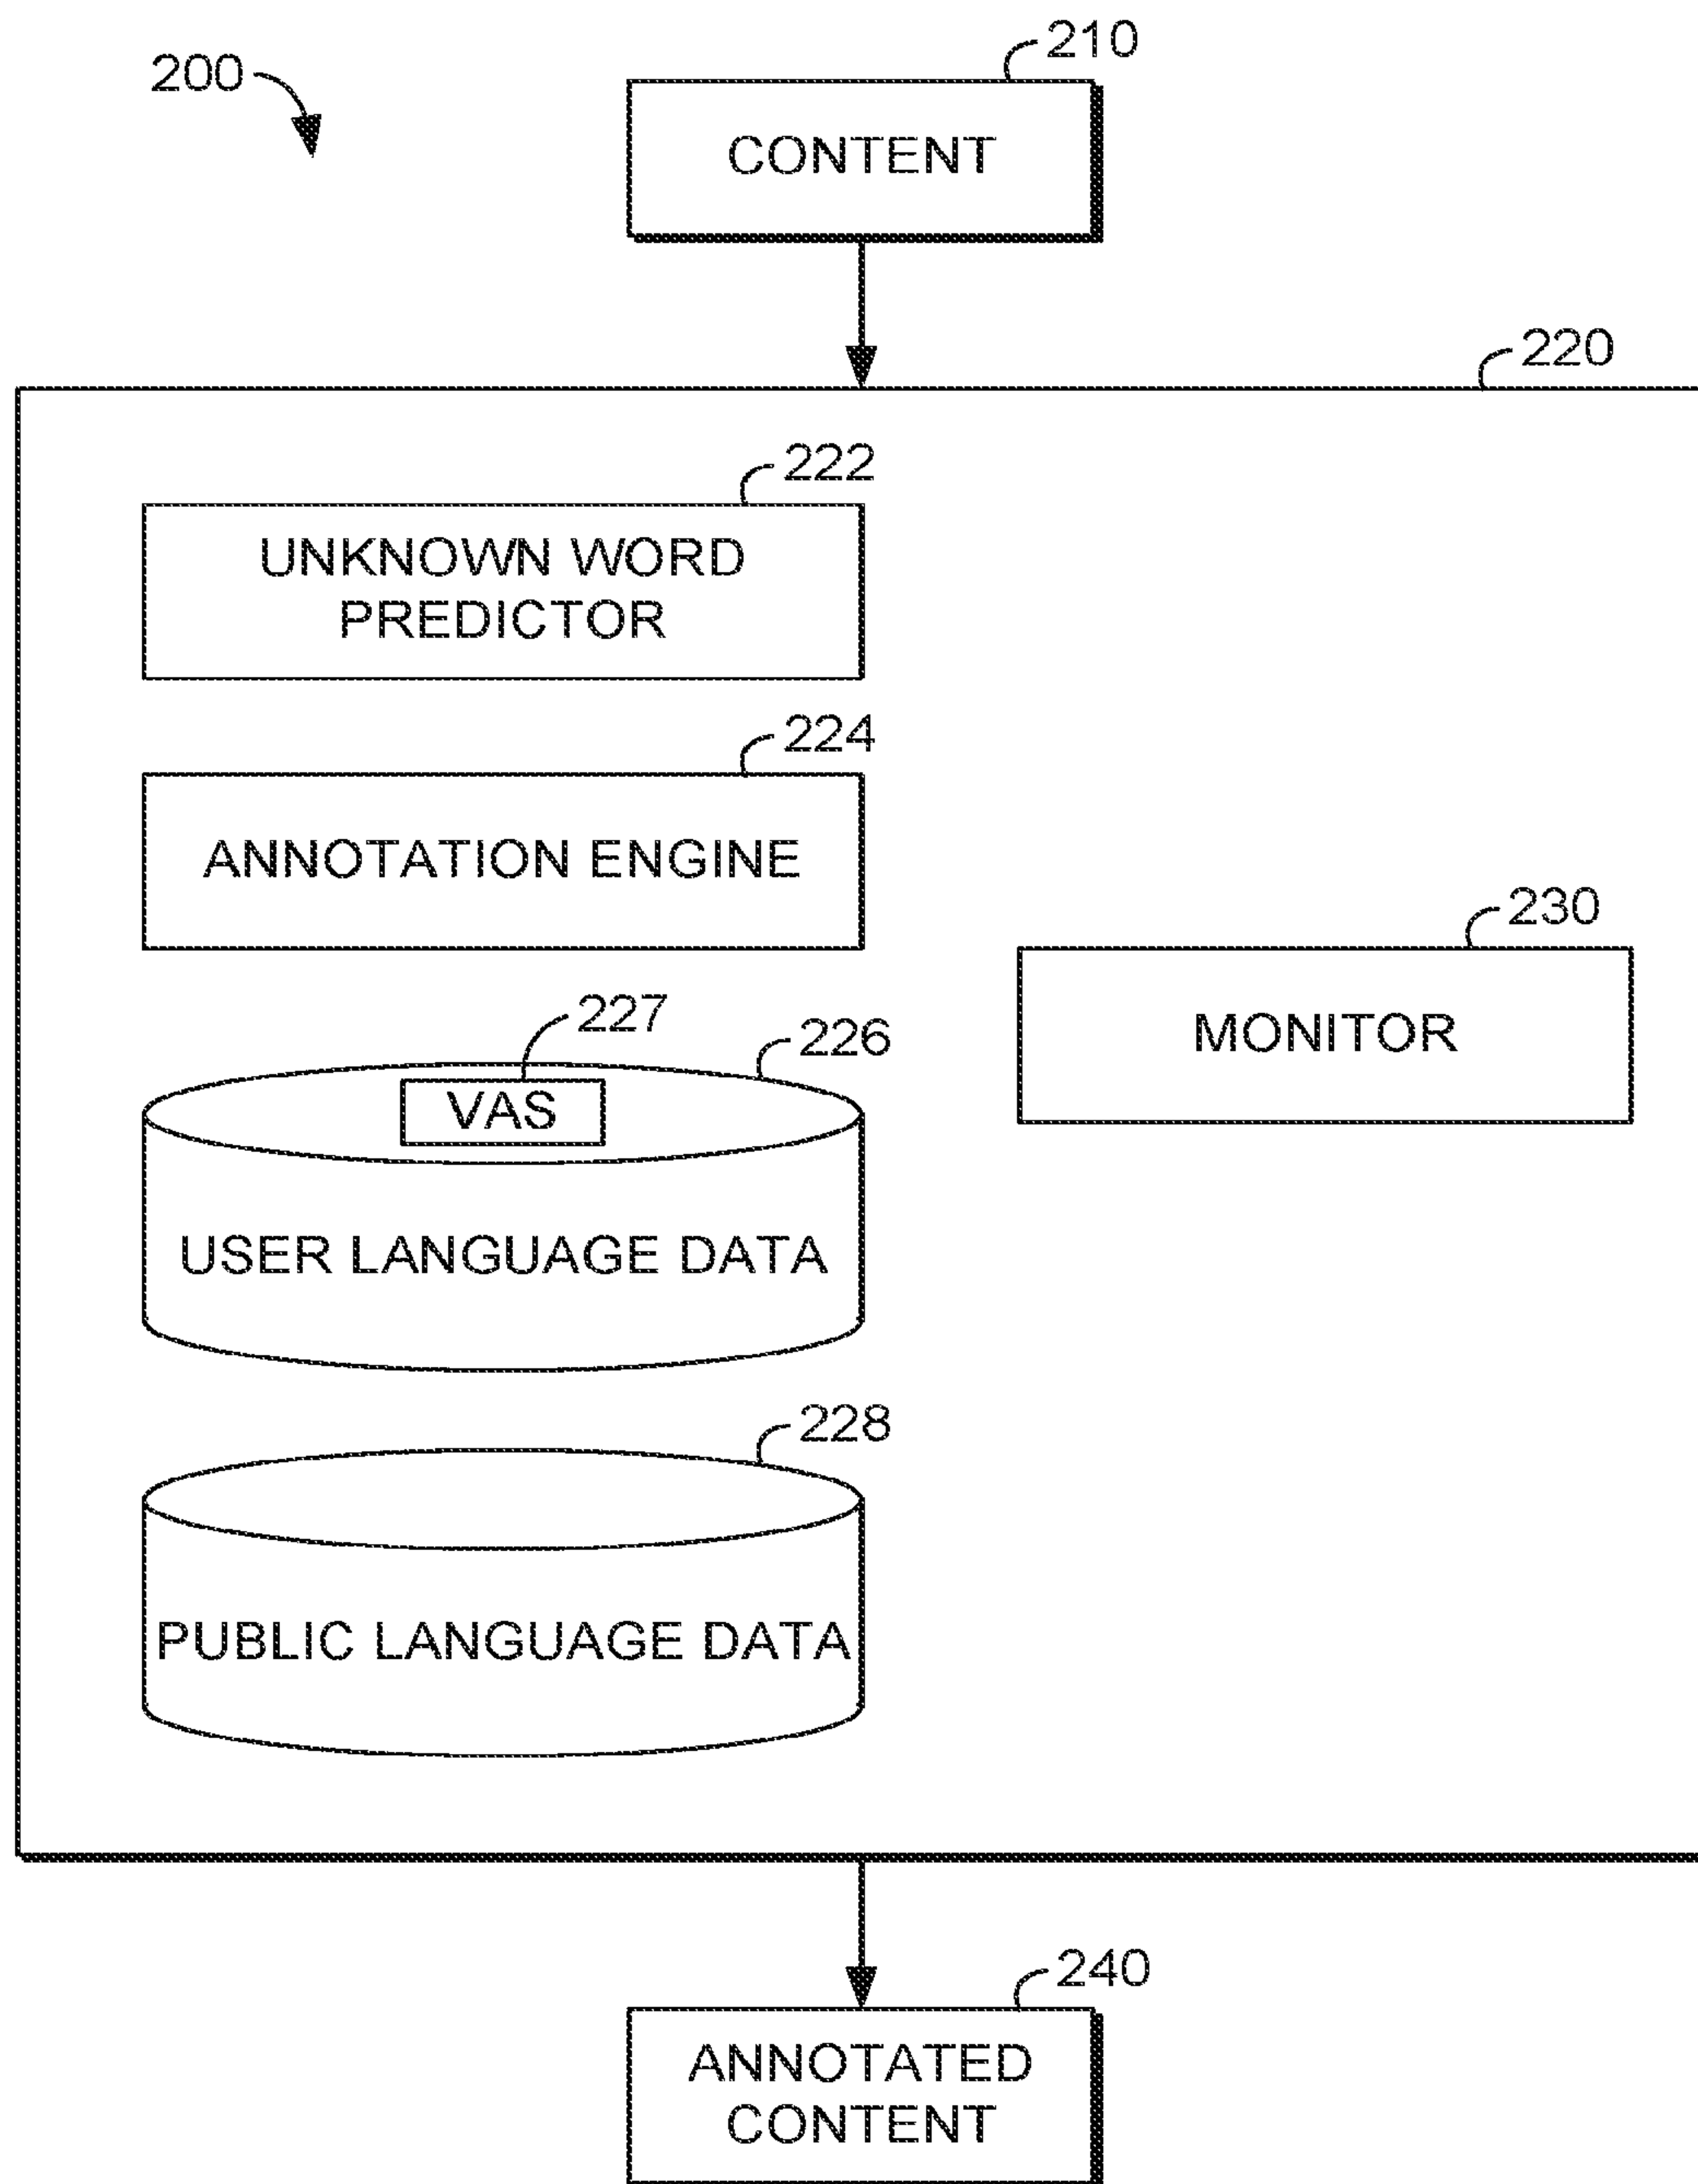 200
210
CONTENT
220
222
UNKNOWN WORD
PREDICTOR
224
ANNOTATION ENGINE
230
MONITOR
227
226
VAS
USER LANGUAGE DATA
228
PUBLIC LANGUAGE DATA
240
ANNOTATED
CONTENT